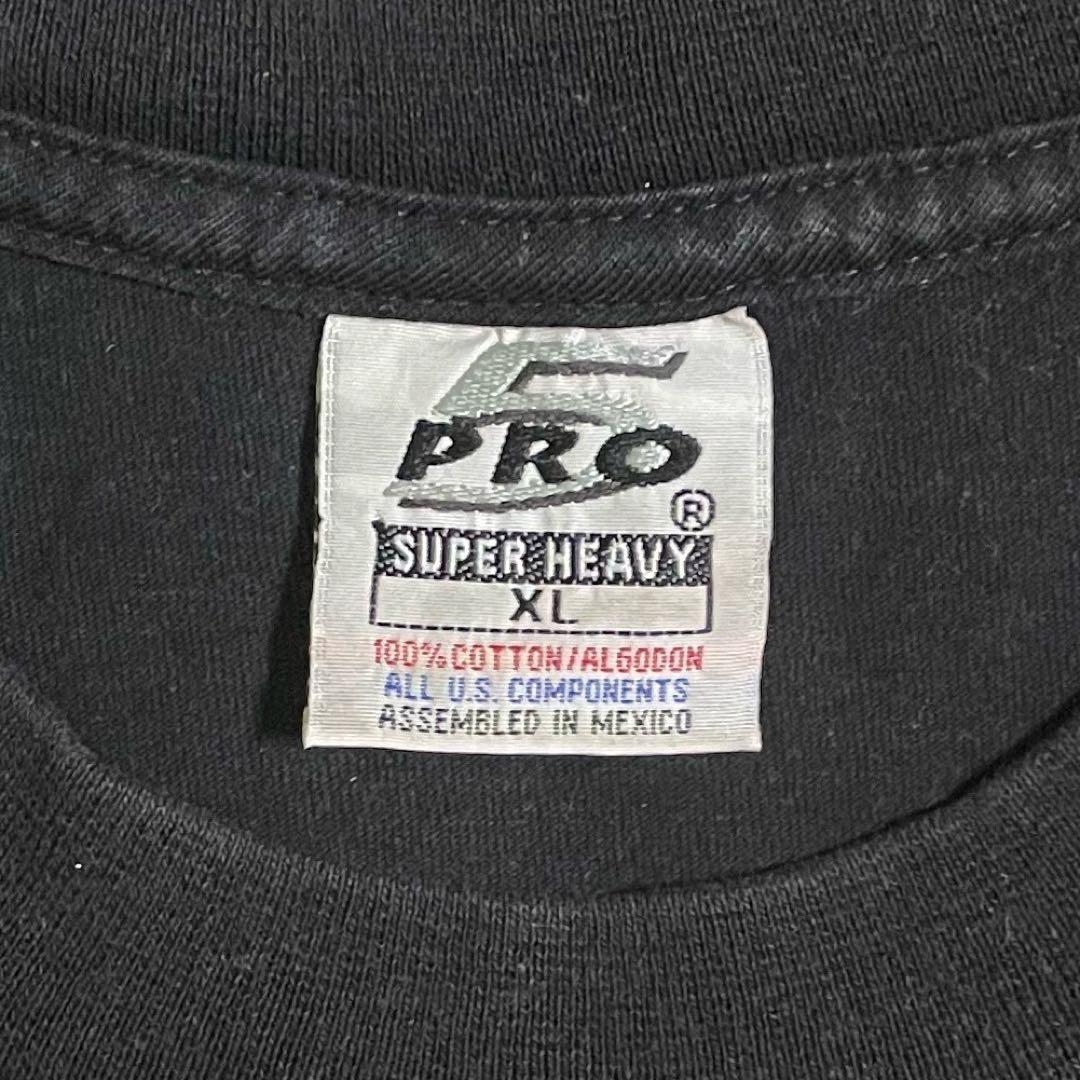 5
PRO
®
SUPER HEAVY
XL
100% COTTON/ALGODON
ALL U.S. COMPONENTS
ASSEMBLED IN MEXICO